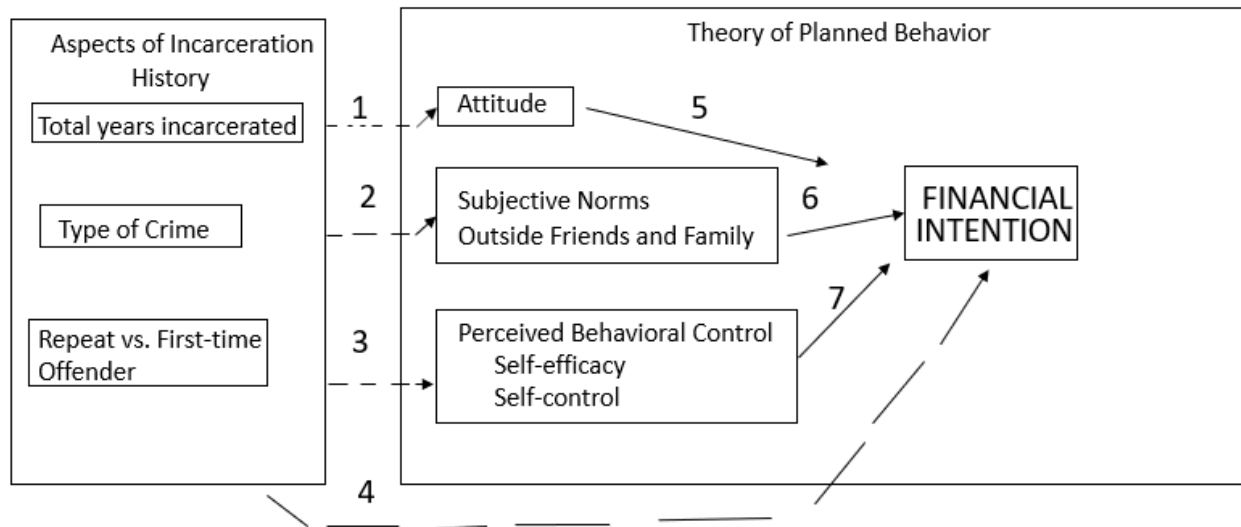 Aspects of Incarceration
History
Total years incarcerated
Type of Crime
Repeat vs. First-time
Offender
1
2
3
4
Theory of Planned Behavior
Attitude
Subjective Norms
Outside Friends and Family
Perceived Behavioral Control
Self-efficacy
Self-control
5
6
7
FINANCIAL
INTENTION